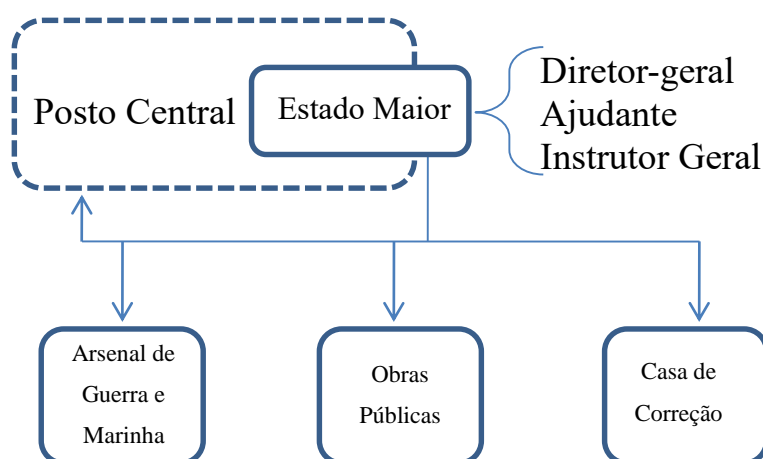 Posto Central
Estado Maior
Diretor-geral
Ajudante
Instrutor Geral
Arsenal de
Guerra e
Marinha
Obras
Públicas
Casa de
Correção